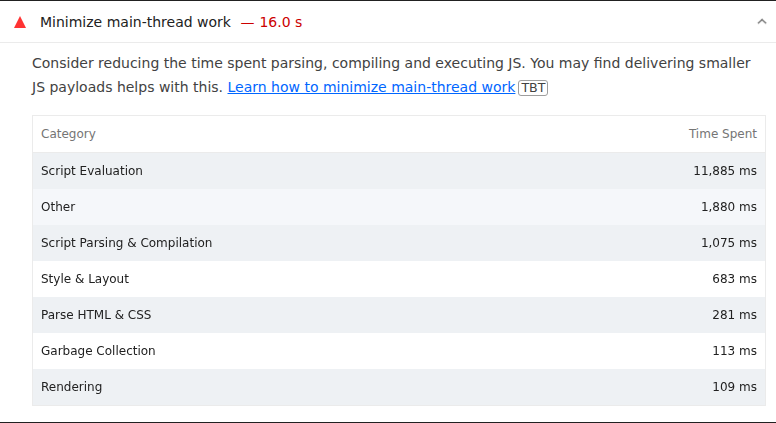 Minimize main-thread work — 16.0 s
Consider reducing the time spent parsing, compiling and executing JS. You may find delivering smaller
JS payloads helps with this. Learn how to minimize main-thread work TBT
Category Time Spent
Script Evaluation 11,885 ms
Other 1,880 ms
Script Parsing & Compilation 1,075 ms
Style & Layout 683 ms
Parse HTML & CSS 281 ms
Garbage Collection 113 ms
Rendering 109 ms